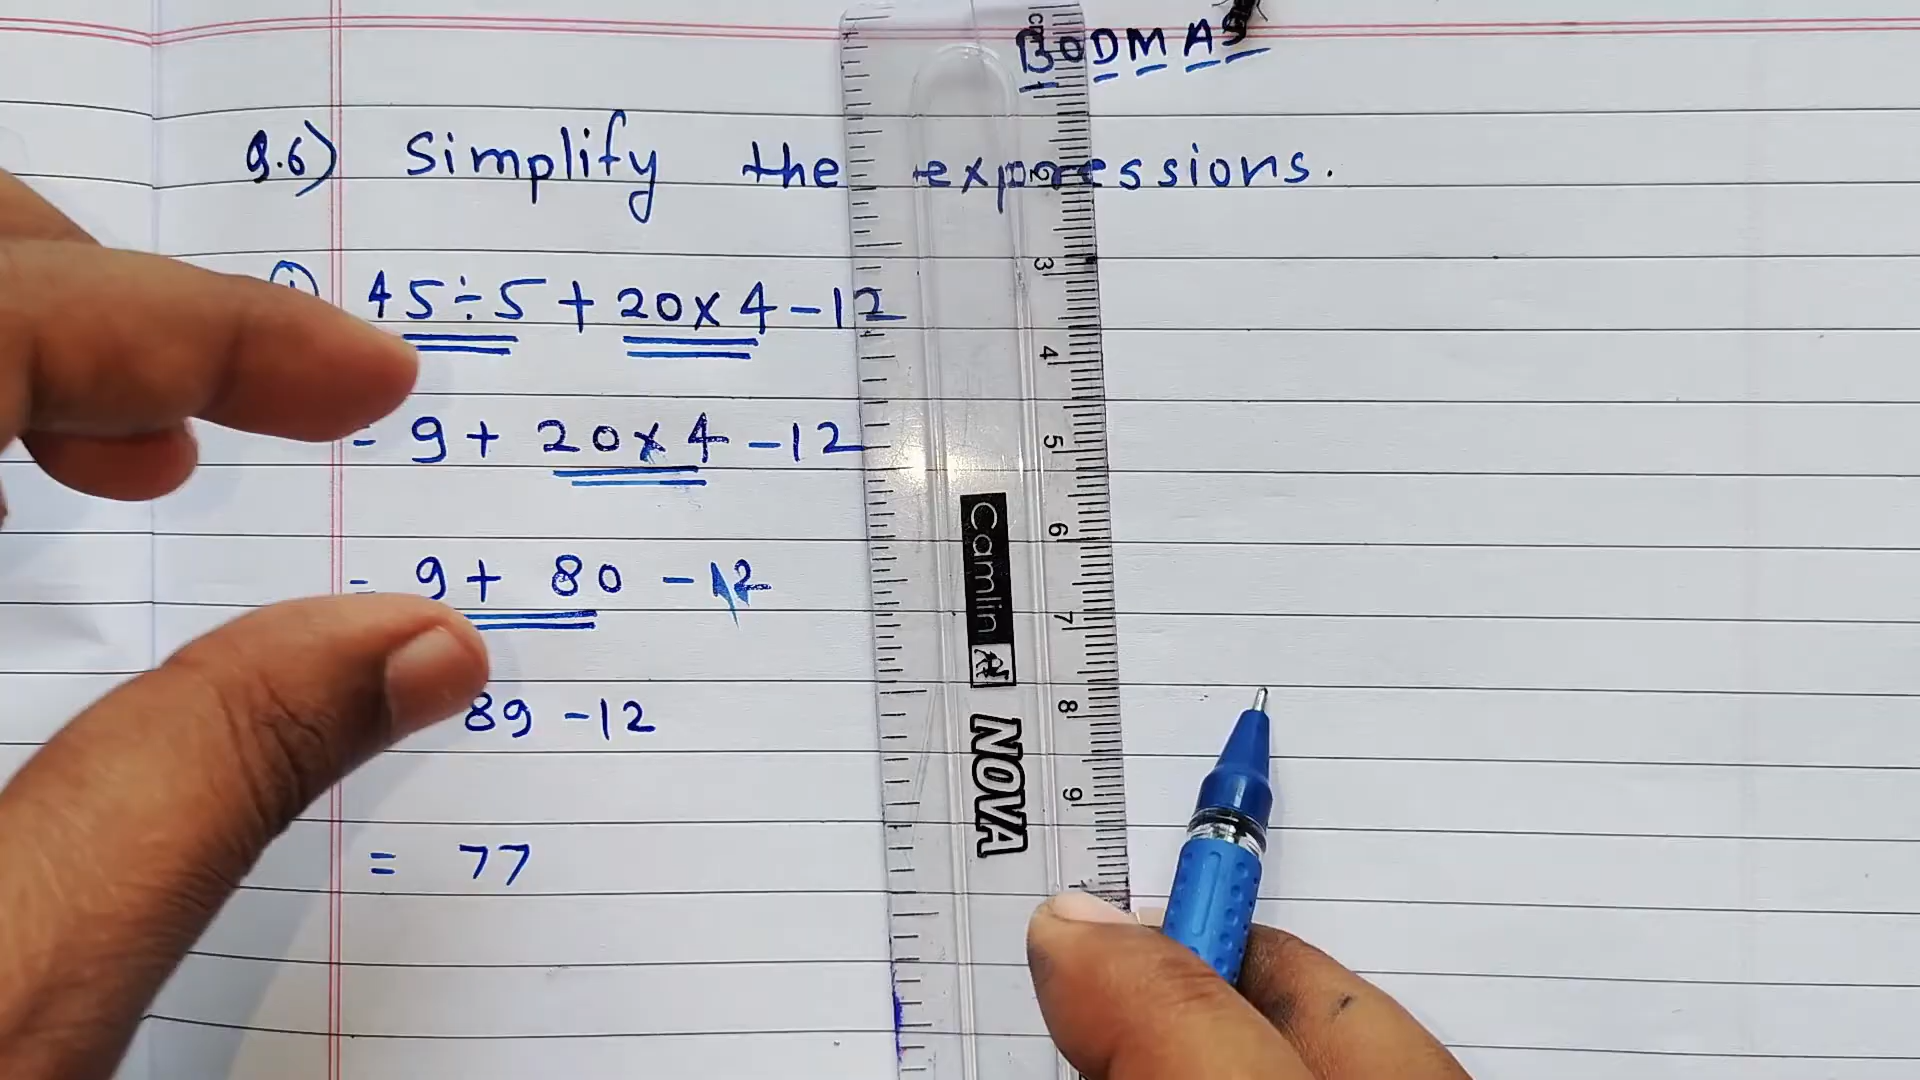 BODMAS
Q.6) Simplify the expressions.
45÷5 + 20×4 -12
= 9 + 20×4 -12
= 9 + 80 -12
89 -12
= 77
3
4
5
6
7
8
9
Camlin
NOVA